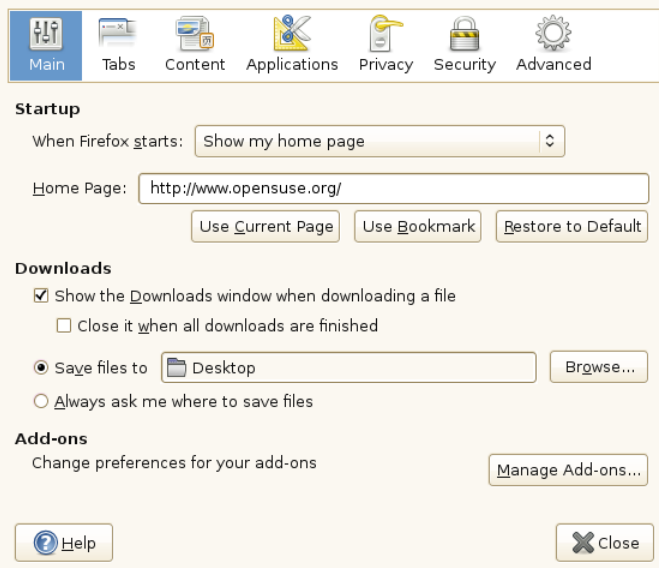 Main Tabs Content Applications Privacy Security Advanced
Startup
When Firefox starts: Show my home page
Home Page: http://www.opensuse.org/
Use Current Page Use Bookmark Restore to Default
Downloads
Show the Downloads window when downloading a file
Close it when all downloads are finished
Save files to Desktop Browse...
Always ask me where to save files
Add-ons
Change preferences for your add-ons
Manage Add-ons...
Help Close